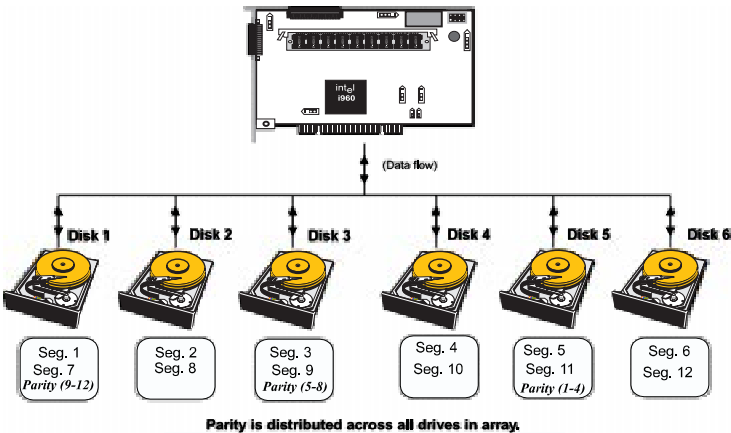 intel
i960
(Data flow)
Disk 1
Disk 2
Disk 3
Disk 4
Disk 5
Disk 6
Seg. 1
Seg. 7
Parity (9-12)
Seg. 2
Seg. 8
Seg. 3
Seg. 9
Parity (5-8)
Seg. 4
Seg. 10
Seg. 5
Seg. 11
Parity (1-4)
Seg. 6
Seg. 12
Parity is distributed across all drives in array.